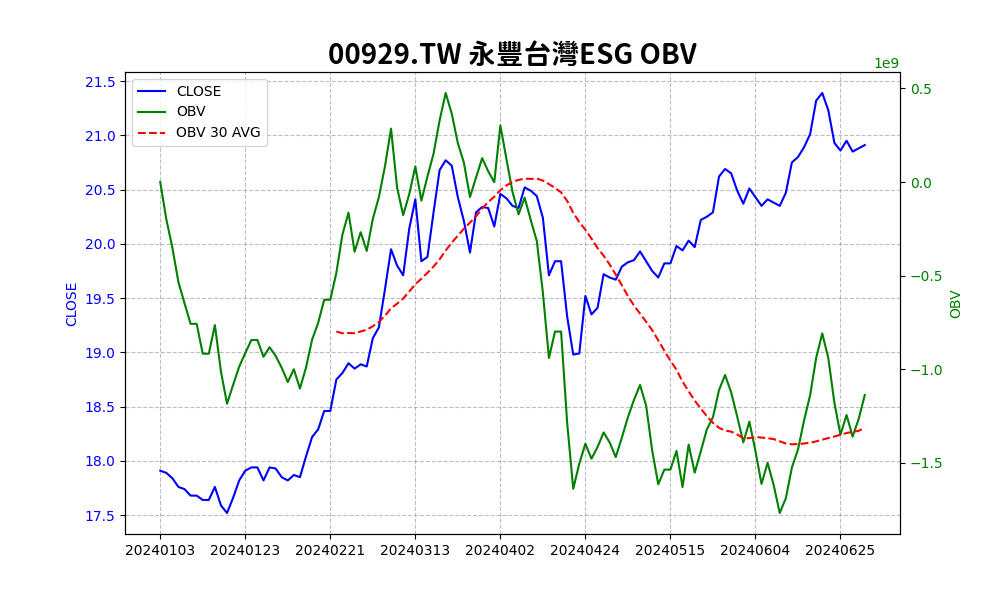 00929.TW 永豐台灣ESG OBV
1e9
CLOSE
OBV
OBV 30 AVG
21.5
21.0
20.5
20.0
19.5
19.0
18.5
18.0
17.5
CLOSE
0.5
0.0
−0.5
−1.0
−1.5
OBV
20240103 20240123 20240221 20240313 20240402 20240424 20240515 20240604 20240625